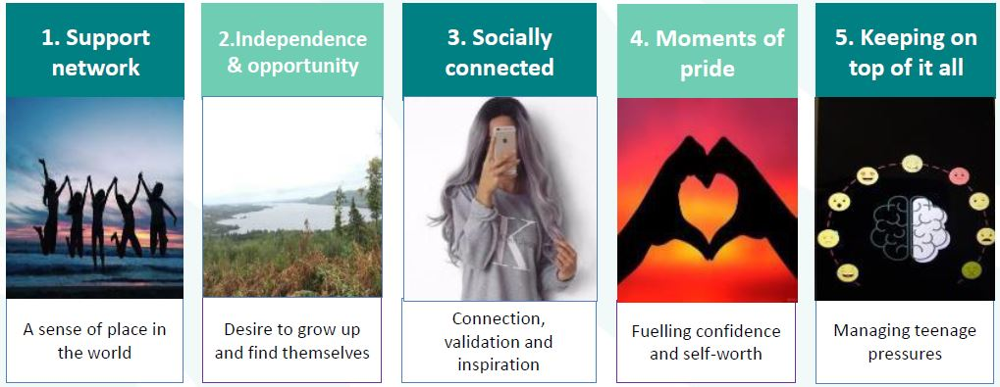 1. Support
network
2.Independence
& opportunity
3. Socially
connected
4. Moments of
pride
5. Keeping on
top of it all
K
A sense of place in
the world
Desire to grow up
and find themselves
Connection,
validation and
inspiration
Fuelling confidence
and self-worth
Managing teenage
pressures